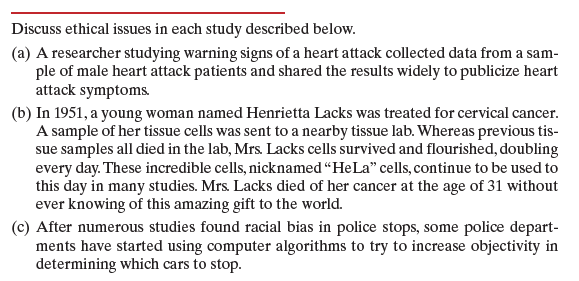 Discuss ethical issues in each study described below.
(a) A researcher studying warning signs of a heart attack collected data from a sam-
ple of male heart attack patients and shared the results widely to publicize heart
attack symptoms.
(b) In 1951, a young woman named Henrietta Lacks was treated for cervical cancer.
A sample of her tissue cells was sent to a nearby tissue lab. Whereas previous tis-
sue samples all died in the lab, Mrs. Lacks cells survived and flourished, doubling
every day. These incredible cells, nicknamed “HeLa” cells, continue to be used to
this day in many studies. Mrs. Lacks died of her cancer at the age of 31 without
ever knowing of this amazing gift to the world.
(c) After numerous studies found racial bias in police stops, some police depart-
ments have started using computer algorithms to try to increase objectivity in
determining which cars to stop.